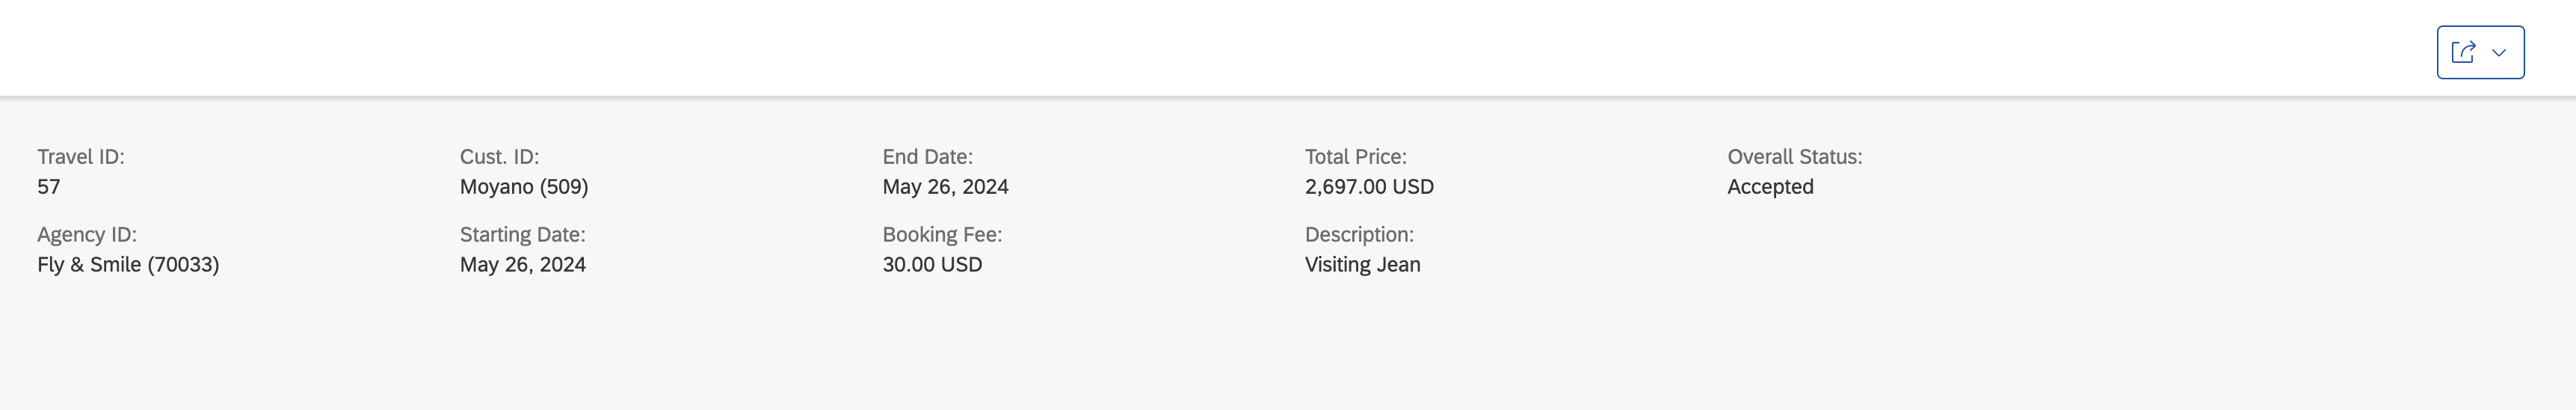 Travel ID:
57
Agency ID:
Fly & Smile (70033)
Cust. ID:
Moyano (509)
Starting Date:
May 26, 2024
End Date:
May 26, 2024
Booking Fee:
30.00 USD
Total Price:
2,697.00 USD
Description:
Visiting Jean
Overall Status:
Accepted